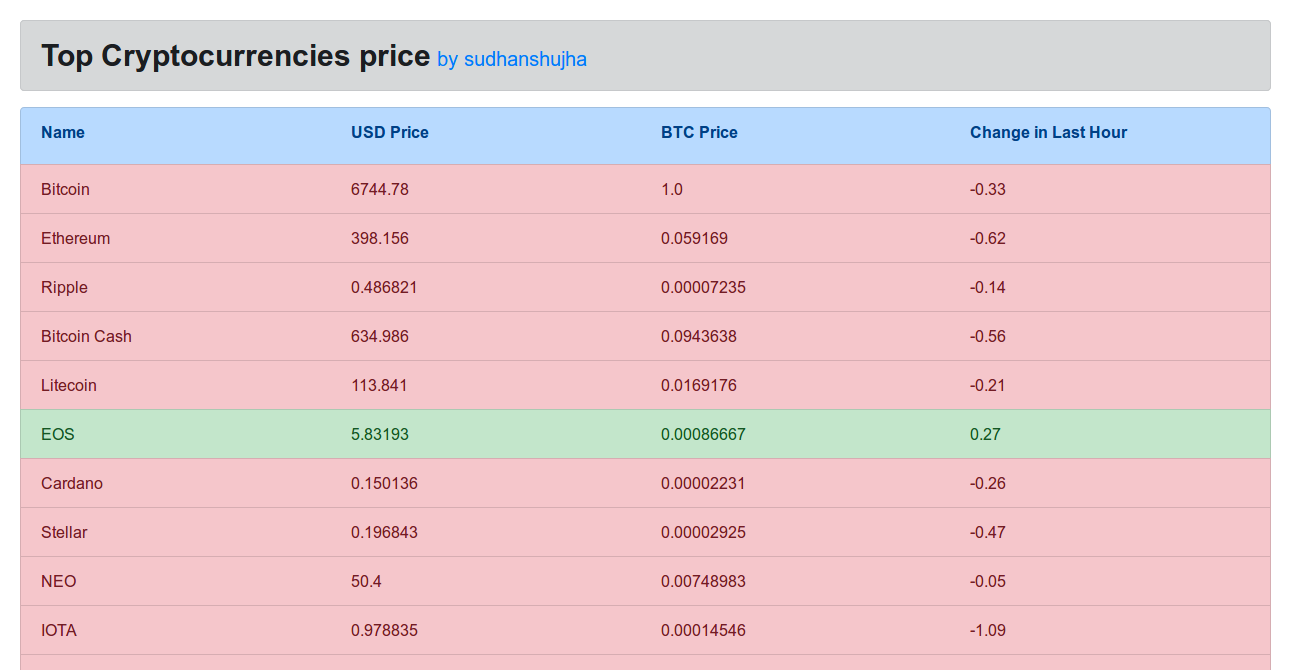 Top Cryptocurrencies price by sudhanshujha
Name USD Price BTC Price Change in Last Hour
Bitcoin 6744.78 1.0 -0.33
Ethereum 398.156 0.059169 -0.62
Ripple 0.486821 0.00007235 -0.14
Bitcoin Cash 634.986 0.0943638 -0.56
Litecoin 113.841 0.0169176 -0.21
EOS 5.83193 0.00086667 0.27
Cardano 0.150136 0.00002231 -0.26
Stellar 0.196843 0.00002925 -0.47
NEO 50.4 0.00748983 -0.05
IOTA 0.978835 0.00014546 -1.09